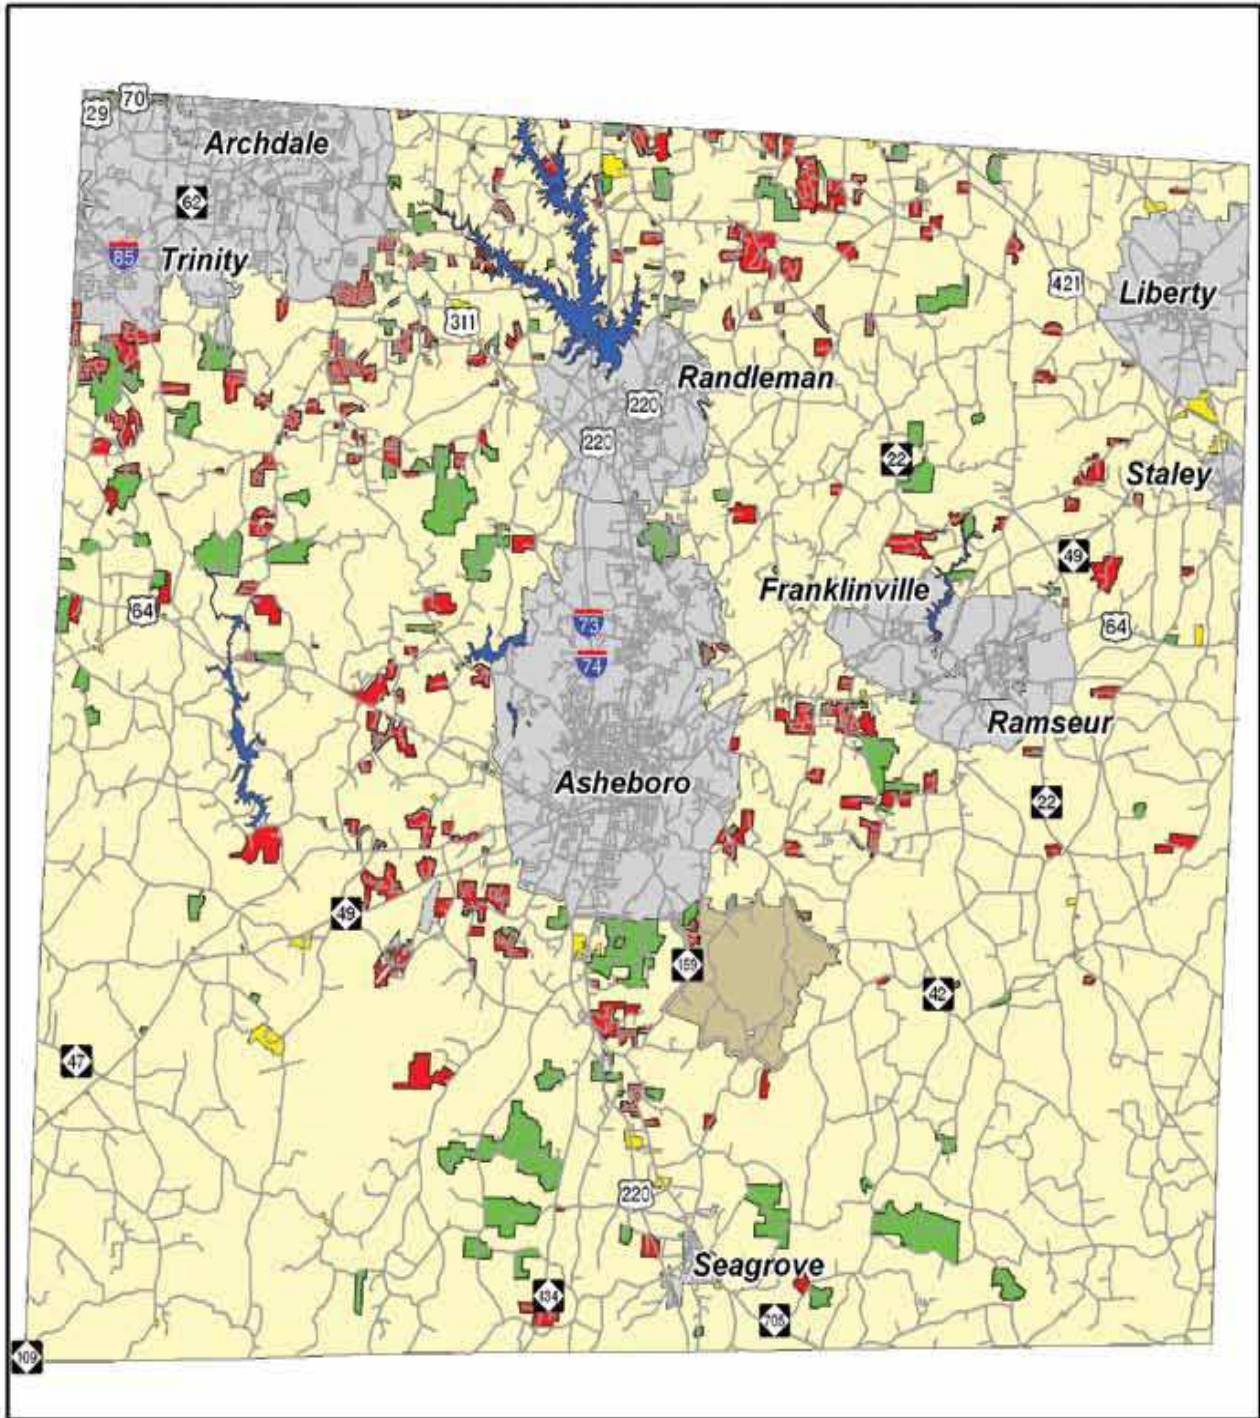 70
29
Archdale
62
85
Trinity
421
Liberty
311
Randleman
220
220
22
Staley
49
Franklinville
64
73
64
74
Ramseur
Asheboro
22
49
159
42
47
220
Seagrove
134
705
109